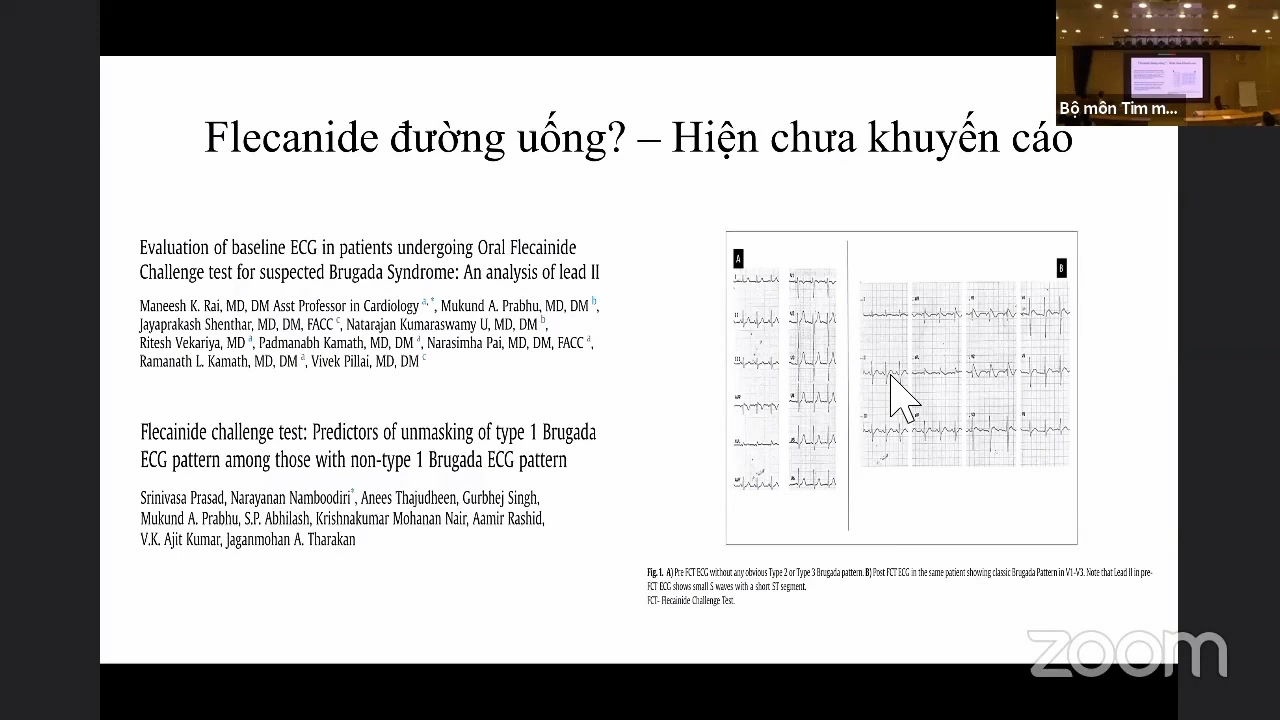 Bộ môn Tim m...
Flecanide đường uống? – Hiện chưa khuyến cáo
Evaluation of baseline ECG in patients undergoing Oral Flecainide
Challenge test for suspected Brugada Syndrome: An analysis of lead II
Maneesh K. Rai, MD, DM Asst Professor in Cardiology a, *, Mukund A. Prabhu, MD, DM b,
Jayaprakash Shenthar, MD, DM, FACC c, Natarajan Kumaraswamy U, MD, DM b,
Ritesh Vekariya, MD a, Padmanabh Kamath, MD, DM a, Narasimha Pai, MD, DM, FACC a,
Ramanath L. Kamath, MD, DM a, Vivek Pillai, MD, DM c
Flecainide challenge test: Predictors of unmasking of type 1 Brugada
ECG pattern among those with non-type 1 Brugada ECG pattern
Srinivasa Prasad, Narayanan Namboodiri*, Anees Thajudheen, Gurbhej Singh,
Mukund A. Prabhu, S.P. Abhilash, Krishnakumar Mohanan Nair, Aamir Rashid,
V.K. Ajit Kumar, Jaganmohan A. Tharakan
A
B
Fig. 1. A) Pre FCT ECG without any obvious Type 2 or Type 3 Brugada pattern. B) Post FCT ECG in the same patient showing classic Brugada Pattern in V1-V3. Note that Lead II in pre-
FCT ECG shows small S waves with a short ST segment.
FCT- Flecainide Challenge Test.
zoom